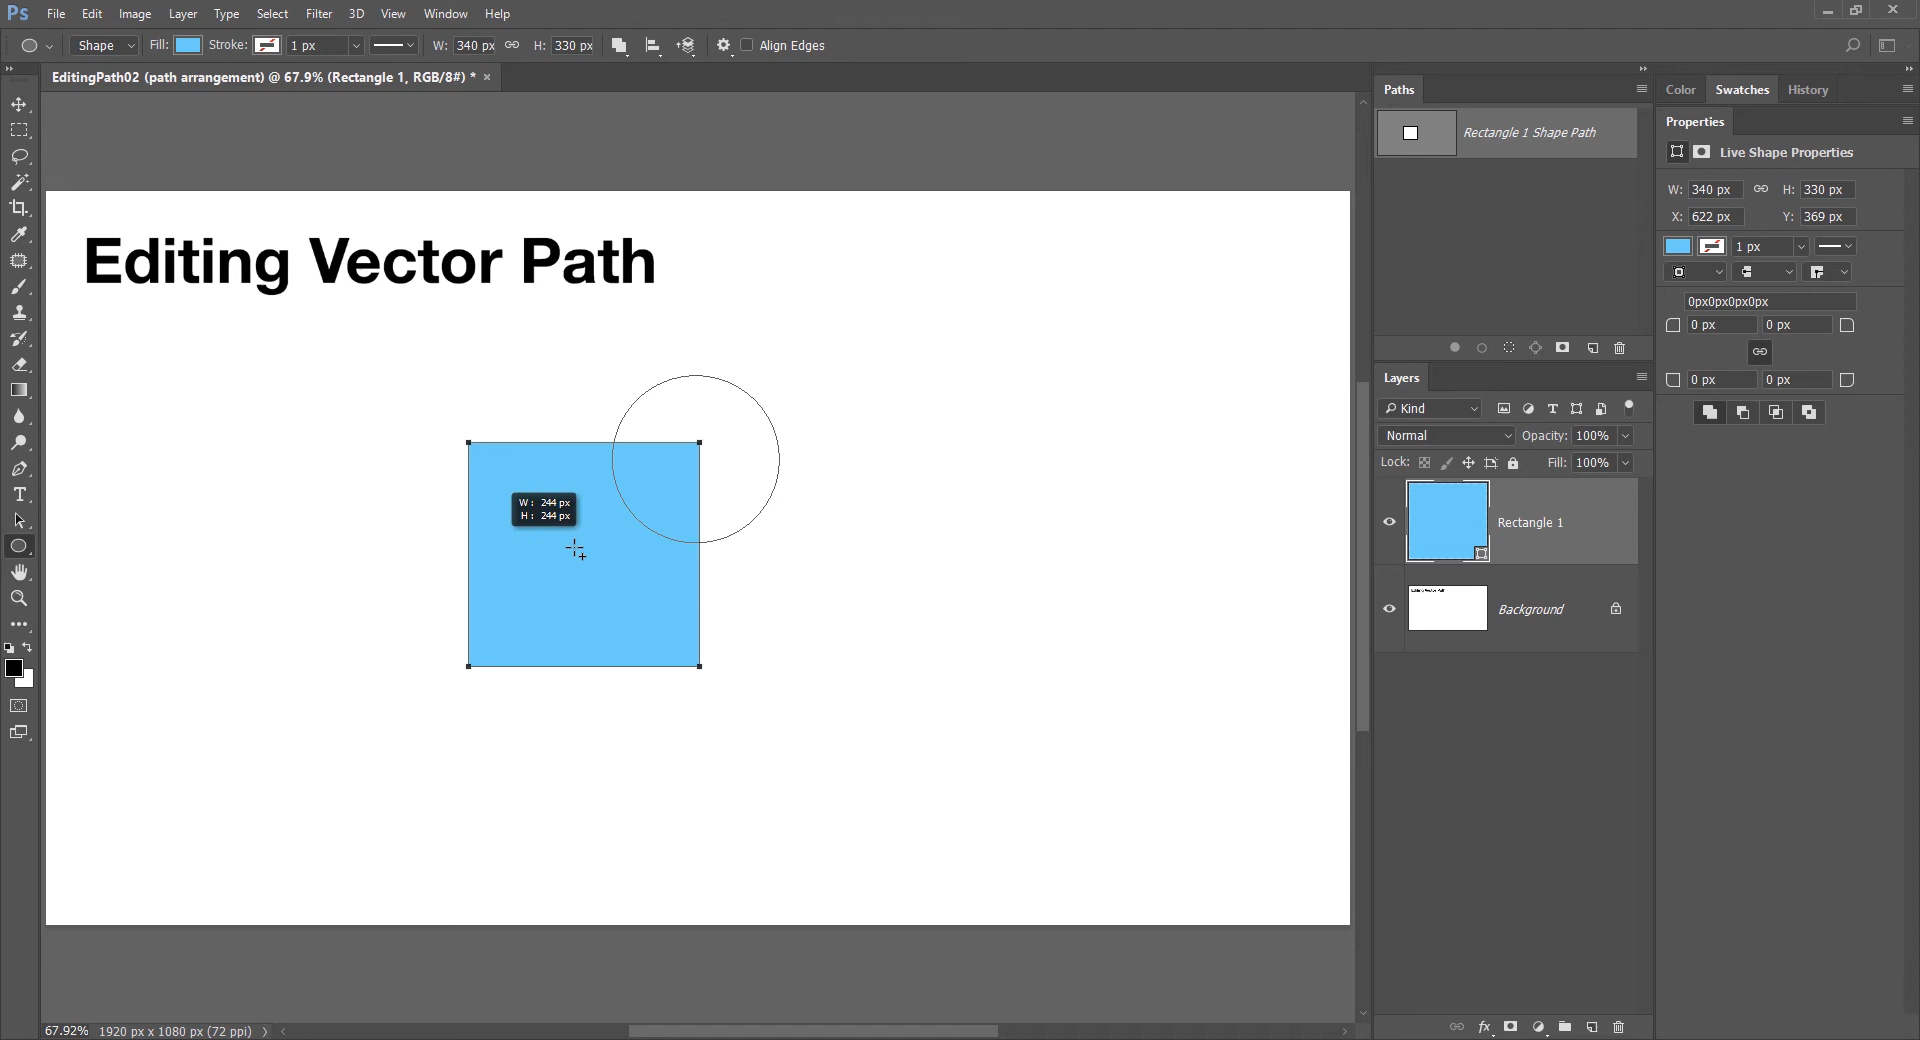 Ps File Edit Image Layer Type Select Filter 3D View Window Help
Shape Fill: Stroke: 1 px W: 340 px H: 330 px Align Edges
EditingPath02 (path arrangement) @ 67.9% (Rectangle 1, RGB/8#) * ×
Paths
Rectangle 1 Shape Path
Color Swatches History
Properties
Live Shape Properties
W: 340 px H: 330 px
X: 622 px Y: 369 px
1 px
0px0px0px0px
0 px 0 px
0 px 0 px
Editing Vector Path
W : 244 px
H : 244 px
Layers
Kind
Normal Opacity: 100%
Lock: Fill: 100%
Rectangle 1
Editing Vector Path
Background
67.92% 1920 px x 1080 px (72 ppi)